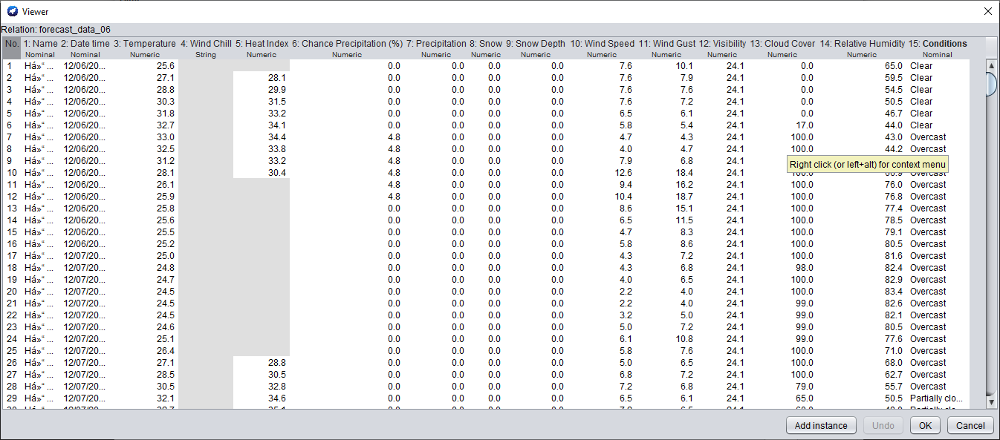 Viewer
Relation: forecast_data_06
No. 1: Name 2: Date time 3: Temperature 4: Wind Chill 5: Heat Index 6: Chance Precipitation (%) 7: Precipitation 8: Snow 9: Snow Depth 10: Wind Speed 11: Wind Gust 12: Visibility 13: Cloud Cover 14: Relative Humidity 15: Conditions
Nominal Nominal Numeric String Numeric Numeric Numeric Numeric Numeric Numeric Numeric Numeric Numeric Numeric Nominal
1 Há»“ ... 12/06/20... 25.6 0.0 0.0 0.0 0.0 7.6 10.1 24.1 0.0 65.0 Clear
2 Há»“ ... 12/06/20... 27.1 28.1 0.0 0.0 0.0 0.0 7.6 7.9 24.1 0.0 59.5 Clear
3 Há»“ ... 12/06/20... 28.8 29.9 0.0 0.0 0.0 0.0 7.6 7.6 24.1 0.0 54.5 Clear
4 Há»“ ... 12/06/20... 30.3 31.5 0.0 0.0 0.0 0.0 7.6 7.2 24.1 0.0 50.5 Clear
5 Há»“ ... 12/06/20... 31.8 33.2 0.0 0.0 0.0 0.0 6.5 6.1 24.1 0.0 46.7 Clear
6 Há»“ ... 12/06/20... 32.7 34.1 0.0 0.0 0.0 0.0 5.8 5.4 24.1 17.0 44.0 Clear
7 Há»“ ... 12/06/20... 33.0 34.4 4.8 0.0 0.0 0.0 4.7 4.3 24.1 100.0 43.0 Overcast
8 Há»“ ... 12/06/20... 32.5 33.8 4.8 0.0 0.0 0.0 4.0 4.7 24.1 100.0 44.2 Overcast
9 Há»“ ... 12/06/20... 31.2 33.2 4.8 0.0 0.0 0.0 7.9 6.8 24.1
Right click (or left+alt) for context menu
10 Há»“ ... 12/06/20... 28.1 30.4 4.8 0.0 0.0 0.0 12.6 18.4 24.1 100.0 Overcast
11 Há»“ ... 12/06/20... 26.1 4.8 0.0 0.0 0.0 9.4 16.2 24.1 100.0 76.0 Overcast
12 Há»“ ... 12/06/20... 25.9 4.8 0.0 0.0 0.0 10.4 18.7 24.1 100.0 76.8 Overcast
13 Há»“ ... 12/06/20... 25.8 0.0 0.0 0.0 0.0 8.6 15.1 24.1 100.0 77.4 Overcast
14 Há»“ ... 12/06/20... 25.6 0.0 0.0 0.0 0.0 6.5 11.5 24.1 100.0 78.5 Overcast
15 Há»“ ... 12/06/20... 25.5 0.0 0.0 0.0 0.0 4.7 8.3 24.1 100.0 79.1 Overcast
16 Há»“ ... 12/06/20... 25.2 0.0 0.0 0.0 0.0 5.8 8.6 24.1 100.0 80.5 Overcast
17 Há»“ ... 12/07/20... 25.0 0.0 0.0 0.0 0.0 4.3 7.2 24.1 100.0 81.6 Overcast
18 Há»“ ... 12/07/20... 24.8 0.0 0.0 0.0 0.0 4.3 6.8 24.1 98.0 82.4 Overcast
19 Há»“ ... 12/07/20... 24.7 0.0 0.0 0.0 0.0 4.0 6.5 24.1 100.0 82.9 Overcast
20 Há»“ ... 12/07/20... 24.5 0.0 0.0 0.0 0.0 2.2 4.0 24.1 100.0 83.4 Overcast
21 Há»“ ... 12/07/20... 24.5 0.0 0.0 0.0 0.0 2.2 4.0 24.1 99.0 82.6 Overcast
22 Há»“ ... 12/07/20... 24.5 0.0 0.0 0.0 0.0 3.2 5.0 24.1 99.0 82.1 Overcast
23 Há»“ ... 12/07/20... 24.6 0.0 0.0 0.0 0.0 5.0 7.2 24.1 99.0 80.5 Overcast
24 Há»“ ... 12/07/20... 25.1 0.0 0.0 0.0 0.0 6.1 10.8 24.1 99.0 77.6 Overcast
25 Há»“ ... 12/07/20... 26.4 0.0 0.0 0.0 0.0 5.8 7.6 24.1 100.0 71.0 Overcast
26 Há»“ ... 12/07/20... 27.1 28.8 0.0 0.0 0.0 0.0 5.0 6.5 24.1 100.0 68.0 Overcast
27 Há»“ ... 12/07/20... 28.5 30.5 0.0 0.0 0.0 0.0 6.8 7.2 24.1 100.0 62.7 Overcast
28 Há»“ ... 12/07/20... 30.5 32.8 0.0 0.0 0.0 0.0 7.2 6.8 24.1 79.0 55.7 Overcast
29 Há»“ ... 12/07/20... 32.1 34.6 0.0 0.0 0.0 0.0 6.5 6.1 24.1 65.0 50.5 Partially clo...
Add instance Undo OK Cancel